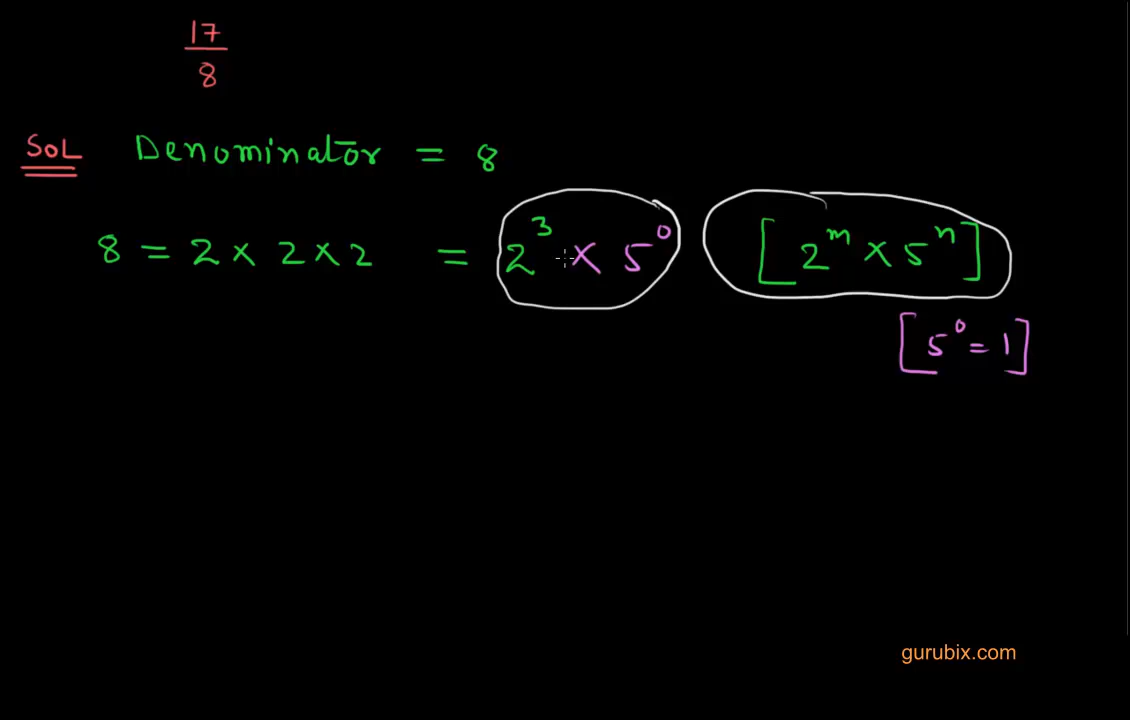 17
8
SOL Denominator = 8
8 = 2 × 2 × 2 = 2³ × 5⁰ [2ᵐ × 5ⁿ]
[5⁰ = 1]
gurubix.com